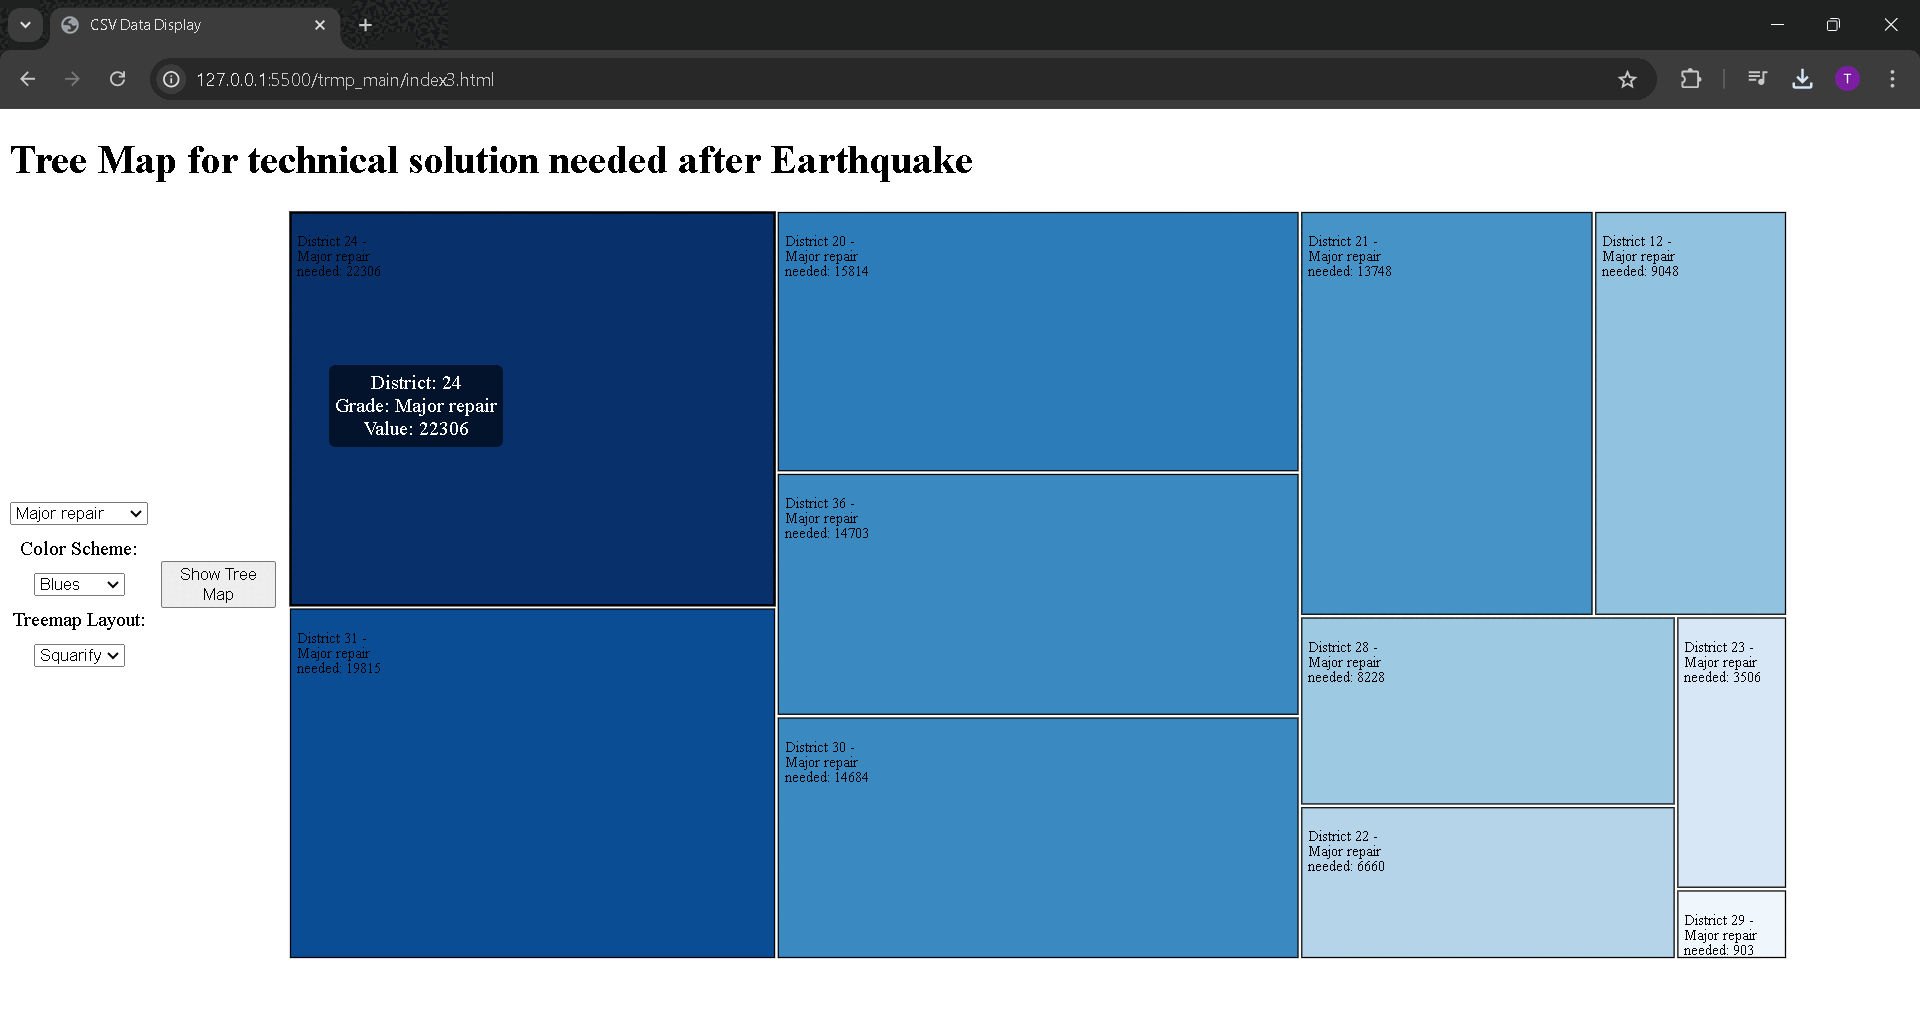 CSV Data Display
127.0.0.1:5500/trmp_main/index3.html
T
Tree Map for technical solution needed after Earthquake
Major repair
Color Scheme:
Blues
Treemap Layout:
Squarify
Show Tree
Map
District 24 -
Major repair
needed: 22306
District: 24
Grade: Major repair
Value: 22306
District 31 -
Major repair
needed: 19815
District 20 -
Major repair
needed: 15814
District 36 -
Major repair
needed: 14703
District 30 -
Major repair
needed: 14684
District 21 -
Major repair
needed: 13748
District 12 -
Major repair
needed: 9048
District 28 -
Major repair
needed: 8228
District 22 -
Major repair
needed: 6660
District 23 -
Major repair
needed: 3506
District 29 -
Major repair
needed: 903